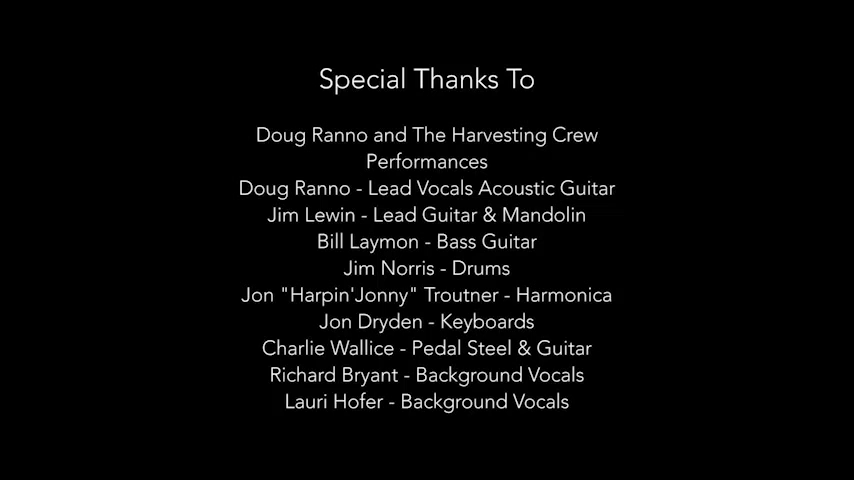 Special Thanks To
Doug Ranno and The Harvesting Crew
Performances
Doug Ranno - Lead Vocals Acoustic Guitar
Jim Lewin - Lead Guitar & Mandolin
Bill Laymon - Bass Guitar
Jim Norris - Drums
Jon "Harpin'Jonny" Troutner - Harmonica
Jon Dryden - Keyboards
Charlie Wallice - Pedal Steel & Guitar
Richard Bryant - Background Vocals
Lauri Hofer - Background Vocals